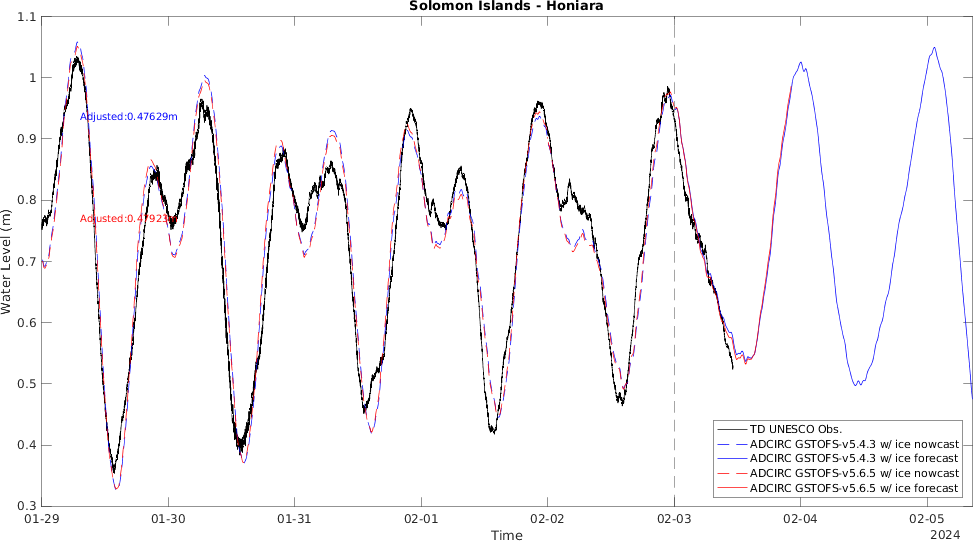 Solomon Islands - Honiara
1.1
1
0.9
0.8
0.7
0.6
0.5
0.4
0.3
Water Level (m)
Adjusted:0.47629m
Adjusted:0.47923m
TD UNESCO Obs.
ADCIRC GSTOFS-v5.4.3 w/ ice nowcast
ADCIRC GSTOFS-v5.4.3 w/ ice forecast
ADCIRC GSTOFS-v5.6.5 w/ ice nowcast
ADCIRC GSTOFS-v5.6.5 w/ ice forecast
01-29 01-30 01-31 02-01 02-02 02-03 02-04 02-05
Time
2024